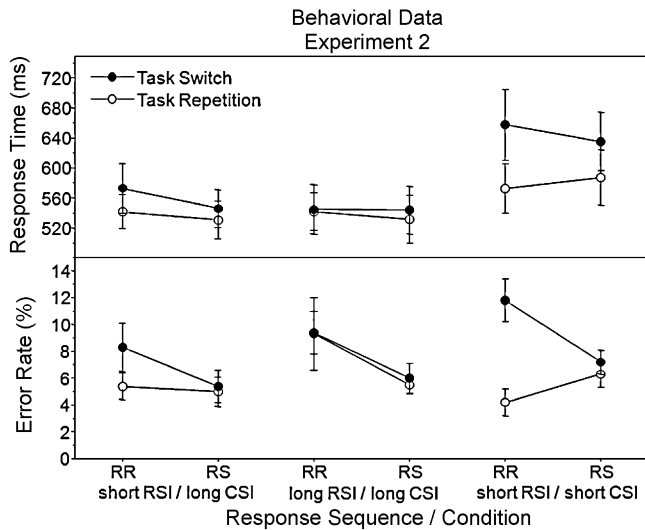 Behavioral Data
Experiment 2
Response Time (ms)
720
680
640
600
560
520
Task Switch
Task Repetition
Error Rate (%)
14
12
10
8
6
4
2
0
RR RS RR RS RR RS
short RSI / long CSI long RSI / long CSI short RSI / short CSI
Response Sequence / Condition